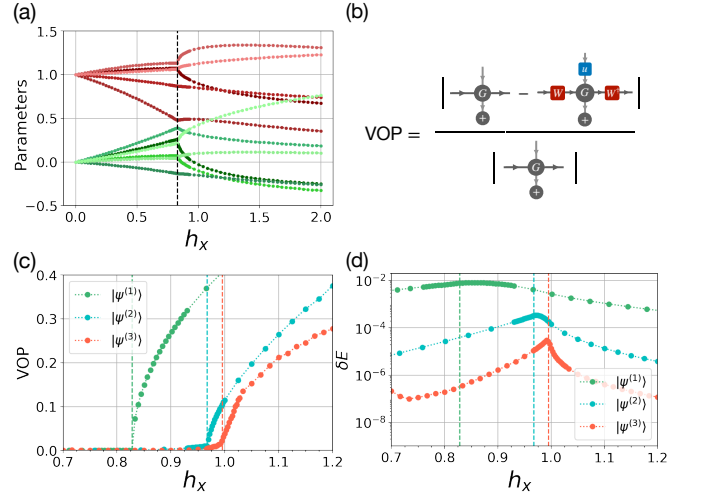 (a)
1.5
1.0
0.5
0.0
−0.5
Parameters
0.0 0.5 1.0 1.5 2.0
h_x
(b)
VOP =
G
+
−
u
W G W
+
G
+
(c)
0.4
0.3
0.2
0.1
0.0
VOP
|ψ^(1)⟩
|ψ^(2)⟩
|ψ^(3)⟩
0.7 0.8 0.9 1.0 1.1 1.2
h_x
(d)
10^−2
10^−4
10^−6
10^−8
δE
|ψ^(1)⟩
|ψ^(2)⟩
|ψ^(3)⟩
0.7 0.8 0.9 1.0 1.1 1.2
h_x